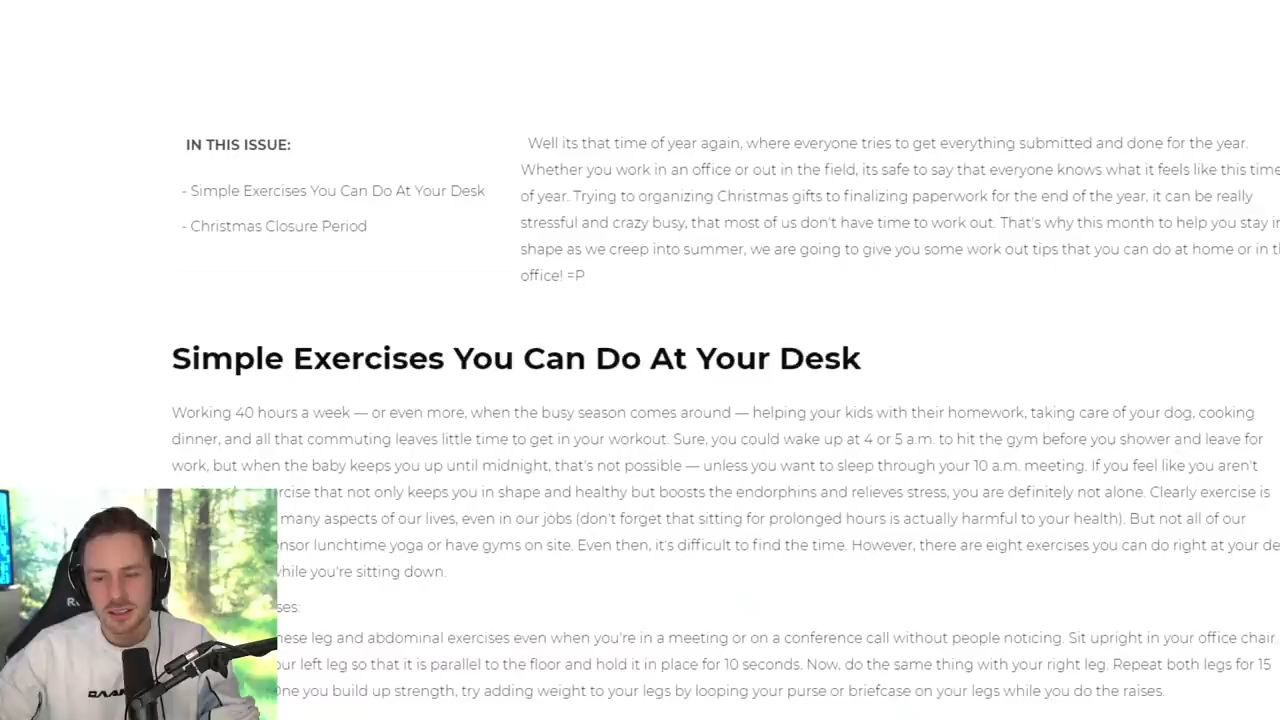 IN THIS ISSUE:
- Simple Exercises You Can Do At Your Desk
- Christmas Closure Period
Well its that time of year again, where everyone tries to get everything submitted and done for the year.
Whether you work in an office or out in the field, its safe to say that everyone knows what it feels like this time
of year. Trying to organizing Christmas gifts to finalizing paperwork for the end of the year, it can be really
stressful and crazy busy, that most of us don't have time to work out. That's why this month to help you stay in
shape as we creep into summer, we are going to give you some work out tips that you can do at home or in
office! =P
Simple Exercises You Can Do At Your Desk
Working 40 hours a week — or even more, when the busy season comes around — helping your kids with their homework, taking care of your dog, cooking
dinner, and all that commuting leaves little time to get in your workout. Sure, you could wake up at 4 or 5 a.m. to hit the gym before you shower and leave for
work, but when the baby keeps you up until midnight, that's not possible — unless you want to sleep through your 10 a.m. meeting. If you feel like you aren't
that not only keeps you in shape and healthy but boosts the endorphins and relieves stress, you are definitely not alone. Clearly exercise is
many aspects of our lives, even in our jobs (don't forget that sitting for prolonged hours is actually harmful to your health). But not all of our
lunchtime yoga or have gyms on site. Even then, it's difficult to find the time. However, there are eight exercises you can do right at your
while you're sitting down.
leg and abdominal exercises even when you're in a meeting or on a conference call without people noticing. Sit upright in your office chair.
left leg so that it is parallel to the floor and hold it in place for 10 seconds. Now, do the same thing with your right leg. Repeat both legs for 15
One you build up strength, try adding weight to your legs by looping your purse or briefcase on your legs while you do the raises.